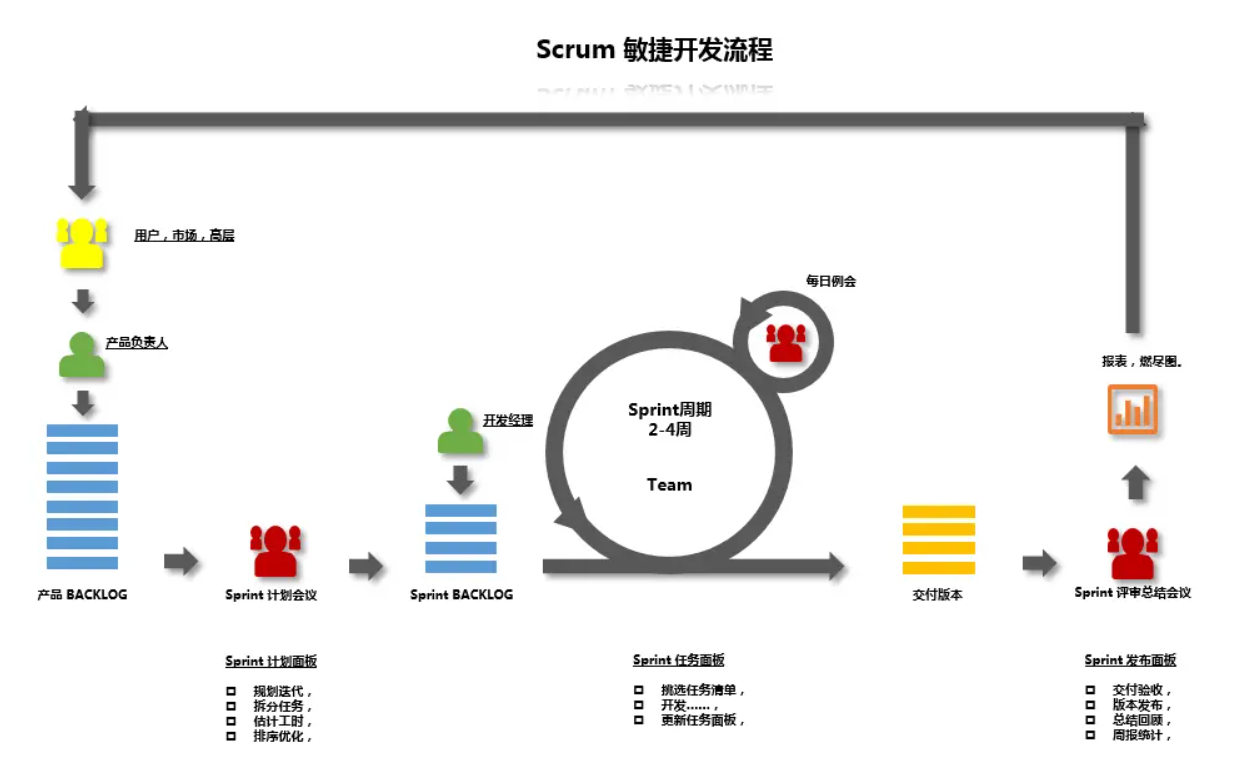 Scrum 敏捷开发流程
用户，市场，高层
产品负责人
每日例会
报表，燃尽图。
Sprint周期
2-4周
Team
开发经理
产品 BACKLOG
Sprint 计划会议
Sprint BACKLOG
交付版本
Sprint 评审总结会议
Sprint 计划面板
规划迭代，
拆分任务，
估计工时，
排序优化，
Sprint 任务面板
挑选任务清单，
开发......，
更新任务面板，
Sprint 发布面板
交付验收，
版本发布，
总结回顾，
周报统计，